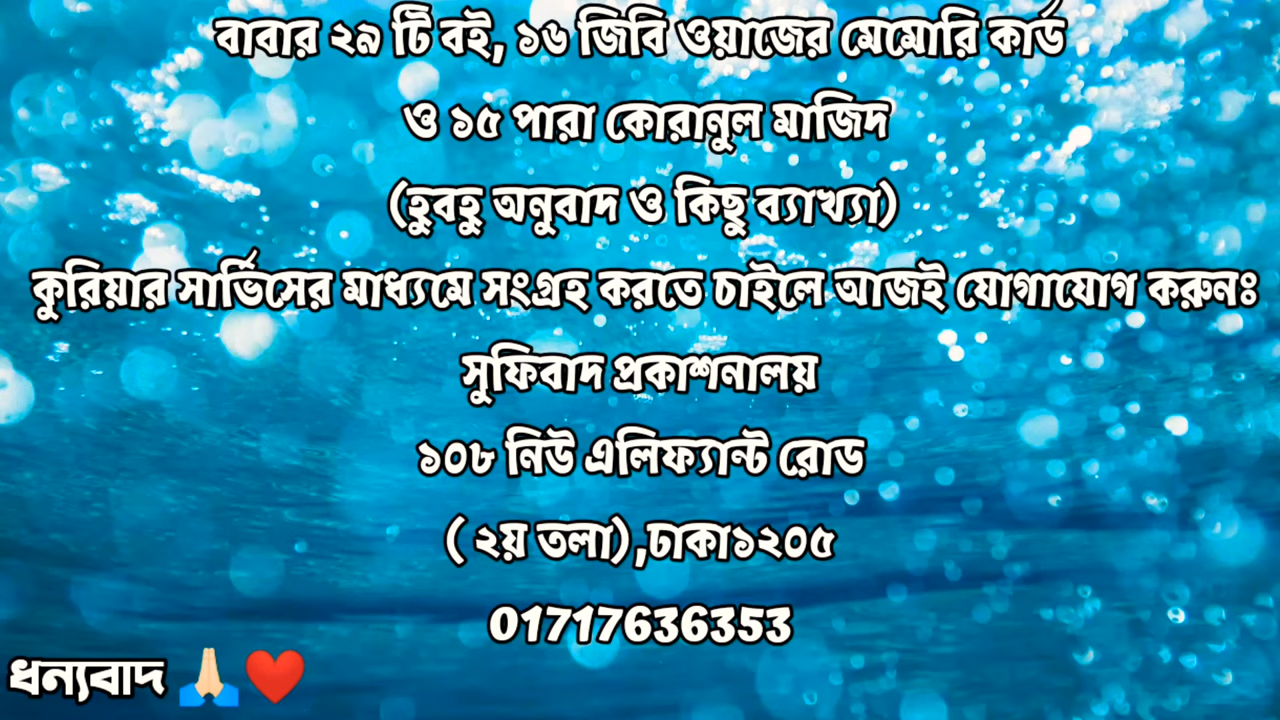 বাবার ২৯ টি বই, ১৬ জিবি ওয়াজের মেমোরি কার্ড
ও ১৫ পারা কোরানুল মাজিদ
(হুবহু অনুবাদ ও কিছু ব্যাখ্যা)
কুরিয়ার সার্ভিসের মাধ্যমে সংগ্রহ করতে চাইলে আজই যোগাযোগ করুনঃ
সুফিবাদ প্রকাশনালয়
১০৮ নিউ এলিফ্যান্ট রোড
( ২য় তলা),ঢাকা১২০৫
01717636353
ধন্যবাদ 🙏🏻❤️